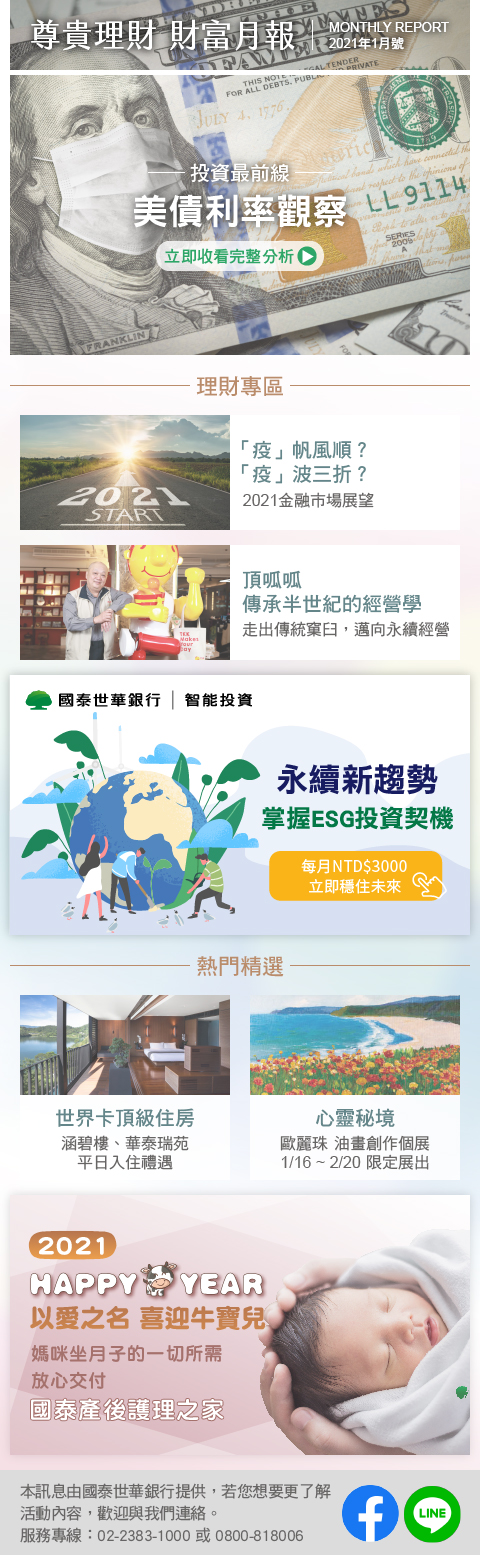 尊貴理財 財富月報
MONTHLY REPORT
2021年1月號
THIS NOTE
LEGAL TENDER
FOR ALL DEBTS, PUBLIC AND PRIVATE
JULY 4, 1776
LL 9114
SERIES
2009
A
FRANKLIN
投資最前線
美債利率觀察
立即收看完整分析
理財專區
2021
START
「疫」帆風順？
「疫」波三折？
2021金融市場展望
TKK
Makes
Your
Day
頂呱呱
傳承半世紀的經營學
走出傳統窠臼，邁向永續經營
國泰世華銀行｜智能投資
永續新趨勢
掌握ESG投資契機
每月NTD$3000
立即穩住未來
熱門精選
世界卡頂級住房
涵碧樓、華泰瑞苑
平日入住禮遇
心靈秘境
歐麗珠 油畫創作個展
1/16 ~ 2/20 限定展出
2021
HAPPY YEAR
以愛之名 喜迎牛寶兒
媽咪坐月子的一切所需
放心交付
國泰產後護理之家
本訊息由國泰世華銀行提供，若您想要更了解
活動內容，歡迎與我們連絡。
服務專線：02-2383-1000 或 0800-818006
LINE